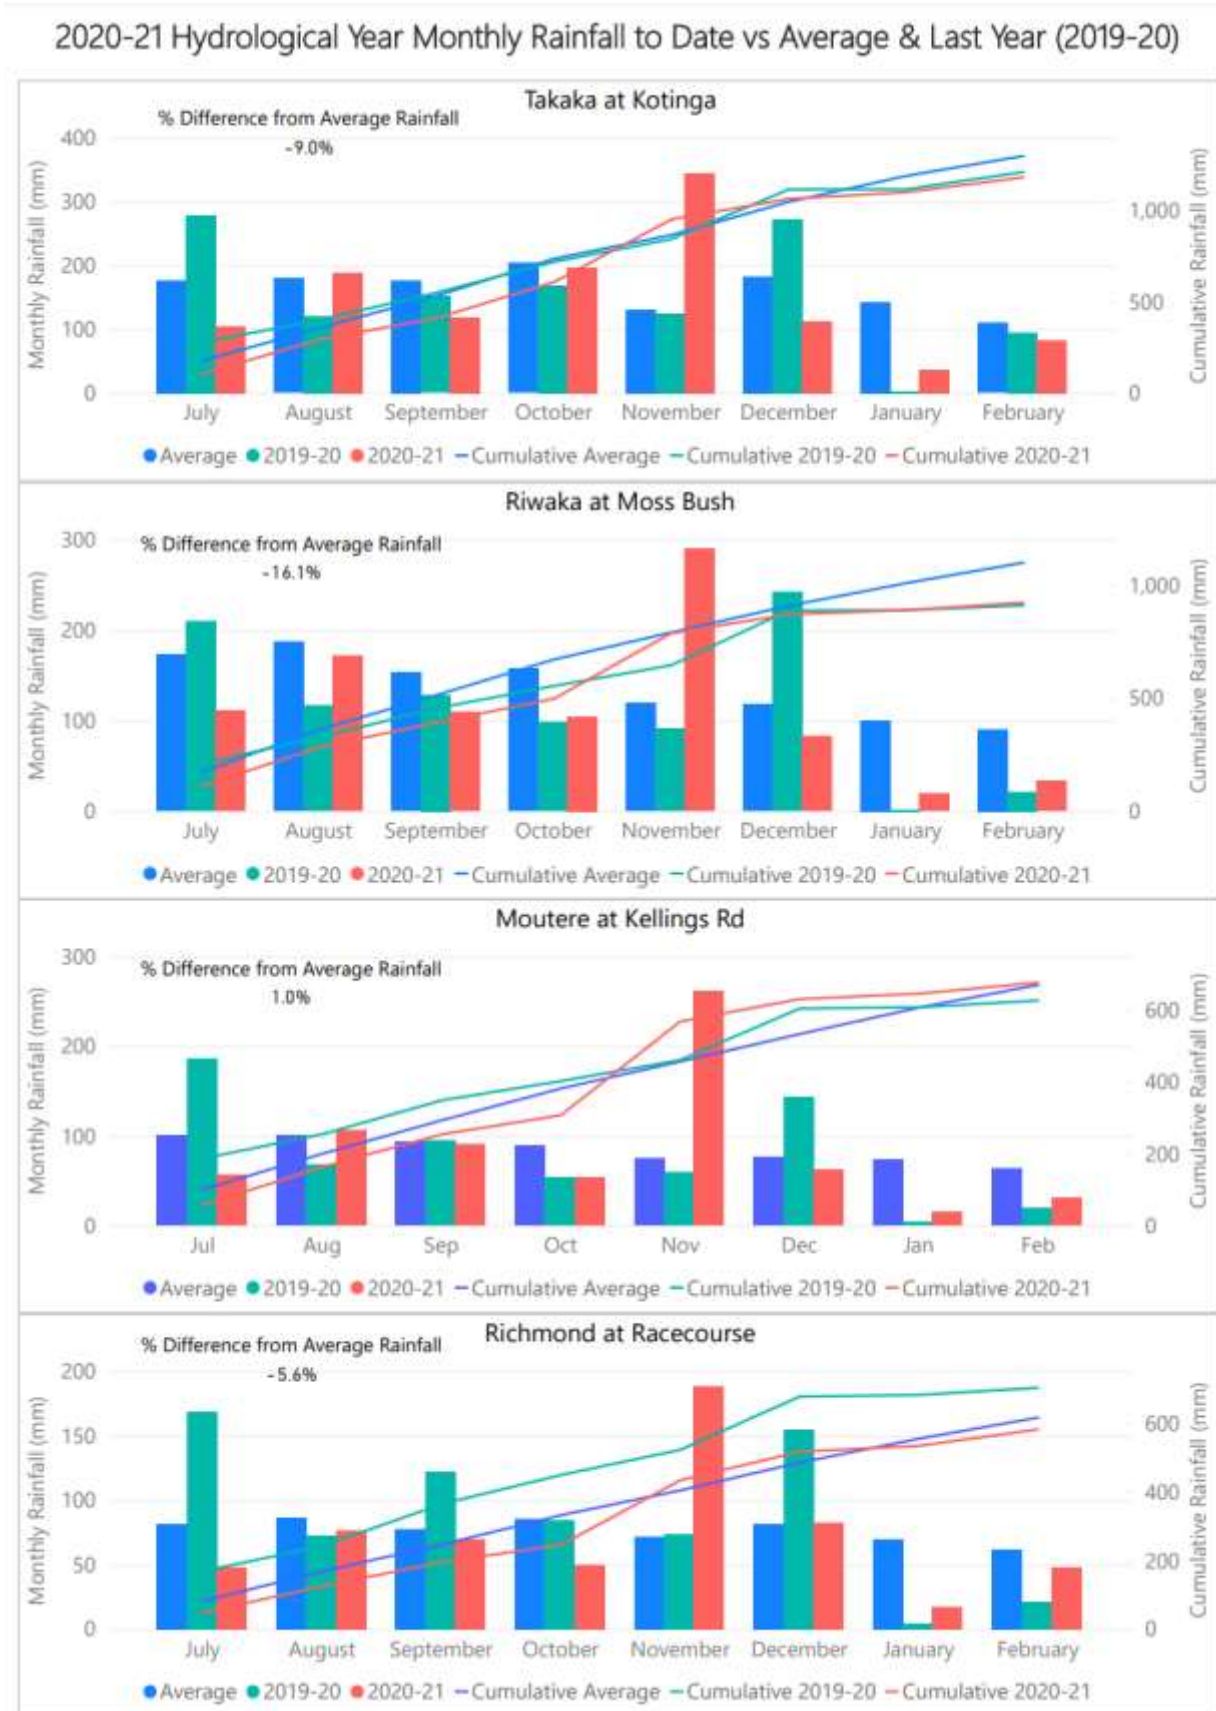 2020-21 Hydrological Year Monthly Rainfall to Date vs Average & Last Year (2019-20)
Takaka at Kotinga
% Difference from Average Rainfall
-9.0%
Monthly Rainfall (mm)
400
300
200
100
0
Cumulative Rainfall (mm)
1,000
500
0
July August September October November December January February
Average 2019-20 2020-21 Cumulative Average Cumulative 2019-20 Cumulative 2020-21
Riwaka at Moss Bush
% Difference from Average Rainfall
-16.1%
Monthly Rainfall (mm)
300
200
100
0
Cumulative Rainfall (mm)
1,000
500
0
July August September October November December January February
Average 2019-20 2020-21 Cumulative Average Cumulative 2019-20 Cumulative 2020-21
Moutere at Kellings Rd
% Difference from Average Rainfall
1.0%
Monthly Rainfall (mm)
300
200
100
0
Cumulative Rainfall (mm)
600
400
200
0
Jul Aug Sep Oct Nov Dec Jan Feb
Average 2019-20 2020-21 Cumulative Average Cumulative 2019-20 Cumulative 2020-21
Richmond at Racecourse
% Difference from Average Rainfall
-5.6%
Monthly Rainfall (mm)
200
150
100
50
0
Cumulative Rainfall (mm)
600
400
200
0
July August September October November December January February
Average 2019-20 2020-21 Cumulative Average Cumulative 2019-20 Cumulative 2020-21